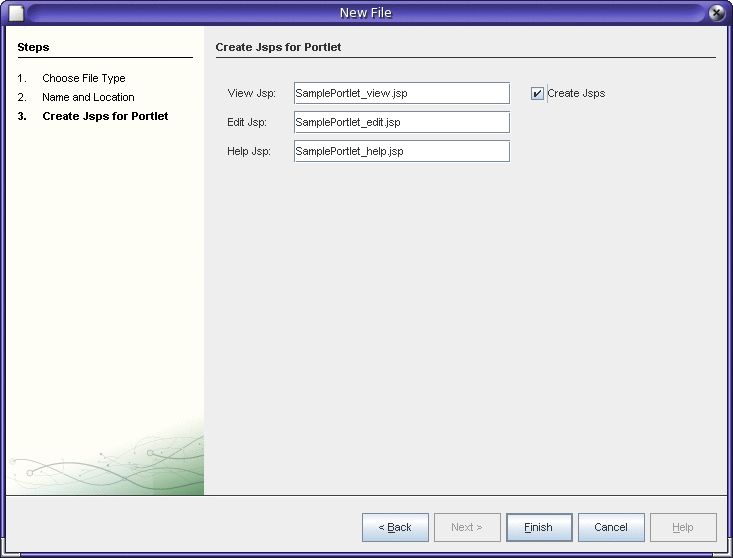 New File
Steps
1. Choose File Type
2. Name and Location
3. Create Jsps for Portlet
Create Jsps for Portlet
View Jsp: SamplePortlet_view.jsp Create Jsps
Edit Jsp: SamplePortlet_edit.jsp
Help Jsp: SamplePortlet_help.jsp
< Back Next > Finish Cancel Help